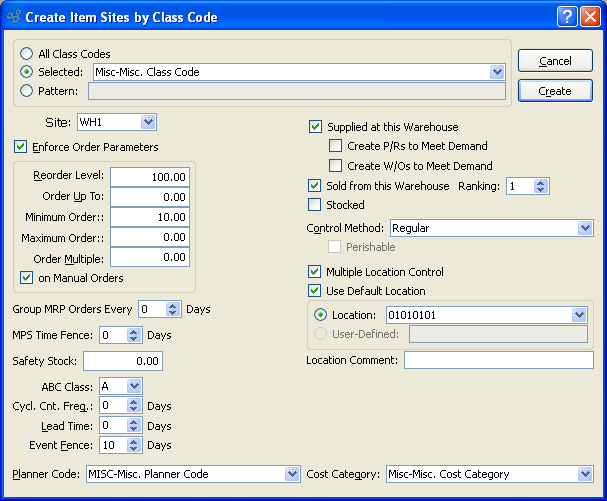 Create Item Sites by Class Code
All Class Codes
Selected: Misc-Misc. Class Code
Pattern:
Cancel
Create
Site: WH1
Enforce Order Parameters
Reorder Level: 100.00
Order Up To: 0.00
Minimum Order:: 10.00
Maximum Order:: 0.00
Order Multiple: 0.00
on Manual Orders
Group MRP Orders Every 0 Days
MPS Time Fence: 0 Days
Safety Stock: 0.00
ABC Class: A
Cycl. Cnt. Freq.: 0 Days
Lead Time: 0 Days
Event Fence: 10 Days
Supplied at this Warehouse
Create P/Rs to Meet Demand
Create W/Os to Meet Demand
Sold from this Warehouse Ranking: 1
Stocked
Control Method: Regular
Perishable
Multiple Location Control
Use Default Location
Location: 01010101
User-Defined:
Location Comment:
Planner Code: MISC-Misc. Planner Code
Cost Category: Misc-Misc. Cost Category